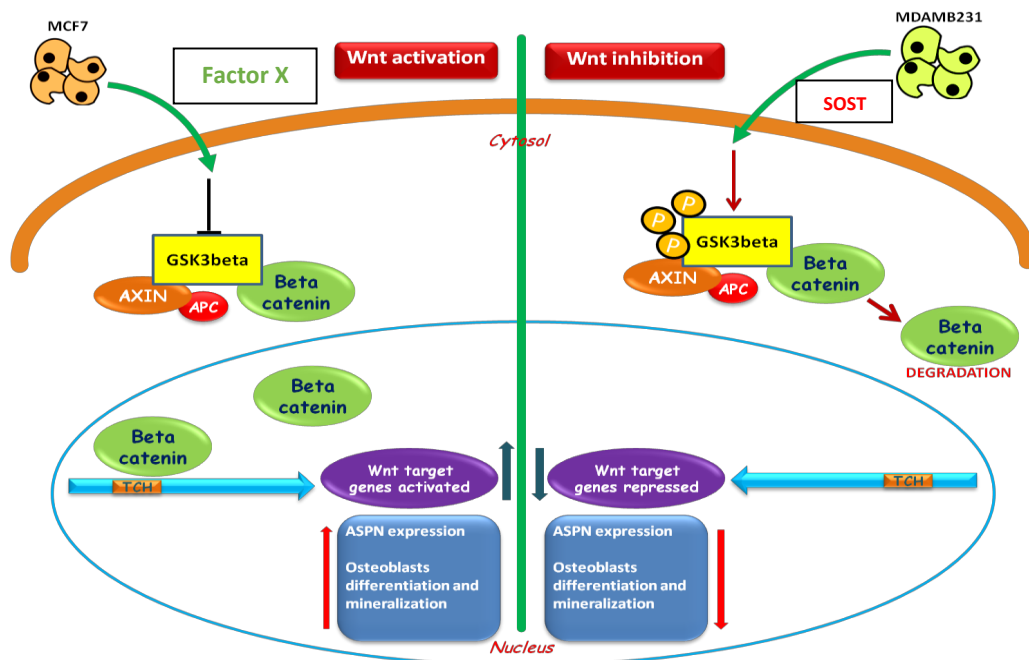 MCF7
Factor X
Wnt activation
Wnt inhibition
MDAMB231
SOST
Cytosol
GSK3beta
AXIN
APC
Beta
catenin
P
P
P
GSK3beta
AXIN
APC
Beta
catenin
Beta
catenin
DEGRADATION
Beta
catenin
Beta
catenin
TCH
Wnt target
genes activated
Wnt target
genes repressed
TCH
ASPN expression
Osteoblasts
differentiation and
mineralization
ASPN expression
Osteoblasts
differentiation and
mineralization
Nucleus